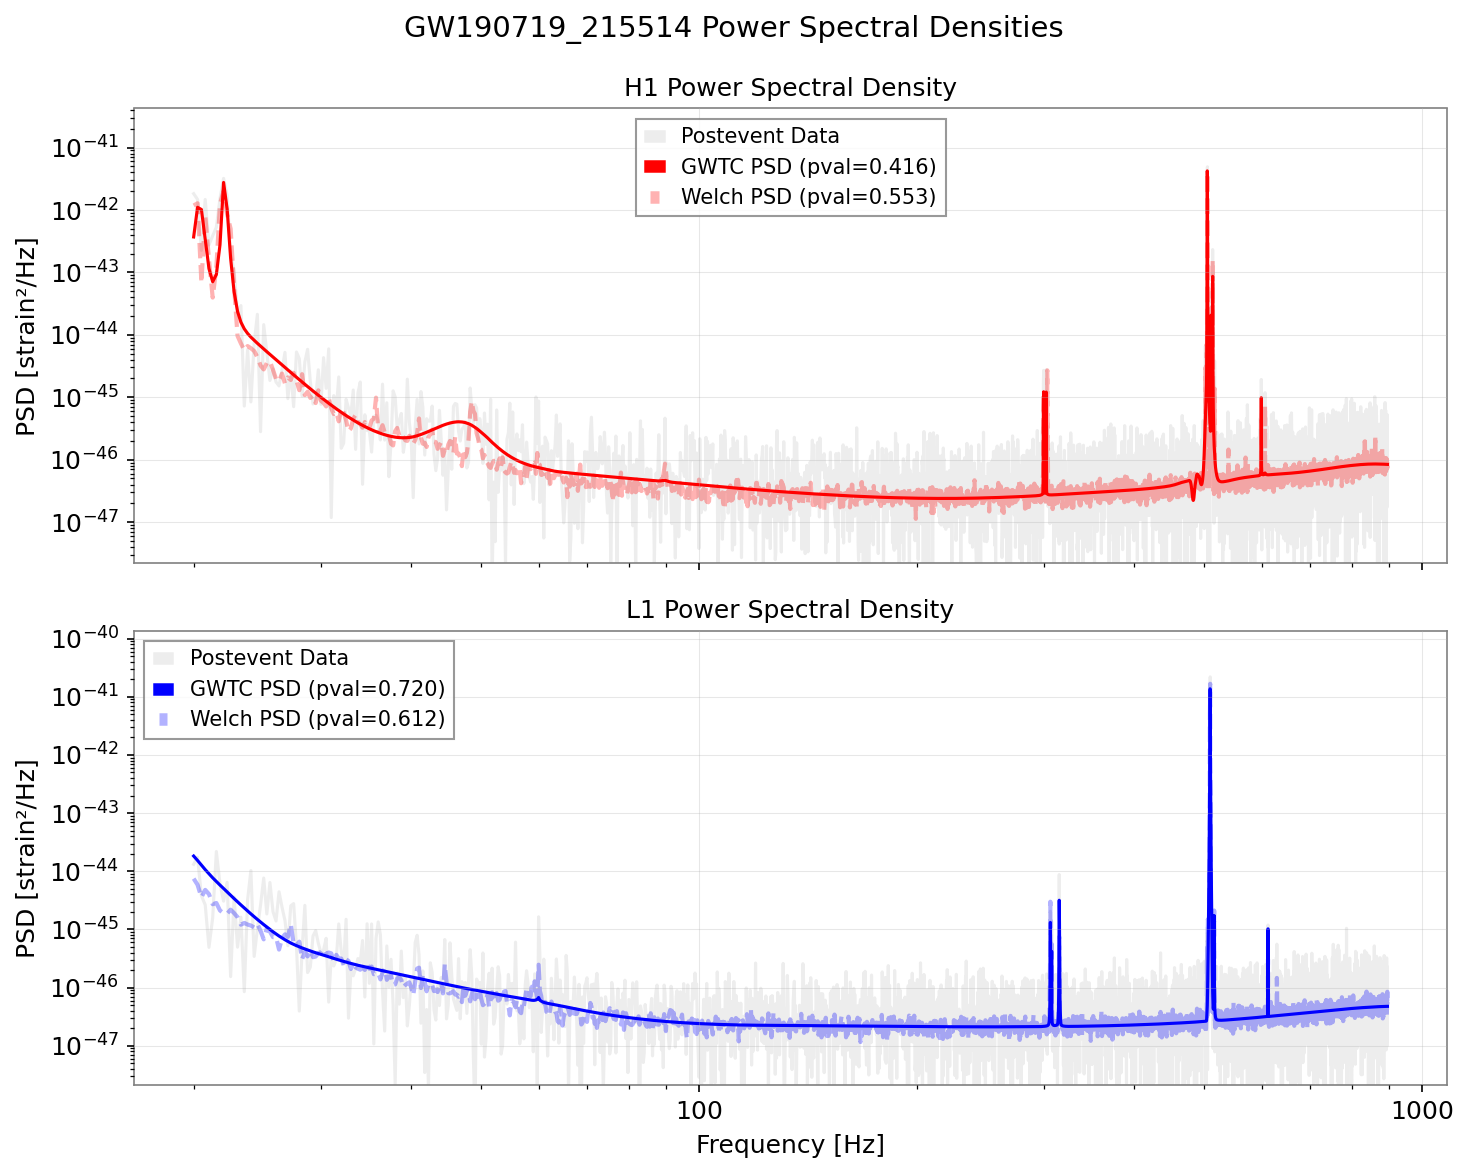 GW190719_215514 Power Spectral Densities
H1 Power Spectral Density
PSD [strain²/Hz]
10⁻⁴¹
10⁻⁴²
10⁻⁴³
10⁻⁴⁴
10⁻⁴⁵
10⁻⁴⁶
10⁻⁴⁷
Postevent Data
GWTC PSD (pval=0.416)
Welch PSD (pval=0.553)
L1 Power Spectral Density
PSD [strain²/Hz]
10⁻⁴⁰
10⁻⁴¹
10⁻⁴²
10⁻⁴³
10⁻⁴⁴
10⁻⁴⁵
10⁻⁴⁶
10⁻⁴⁷
Postevent Data
GWTC PSD (pval=0.720)
Welch PSD (pval=0.612)
100 1000
Frequency [Hz]